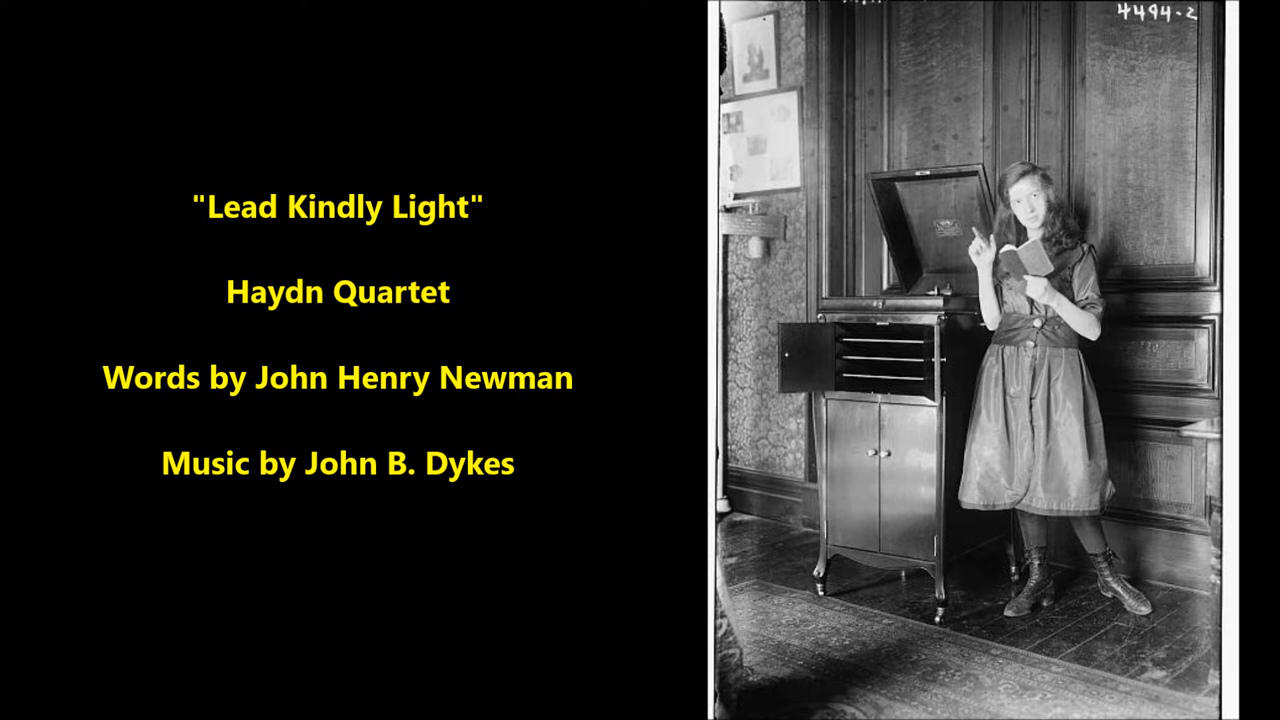 "Lead Kindly Light"
Haydn Quartet
Words by John Henry Newman
Music by John B. Dykes
4494-2